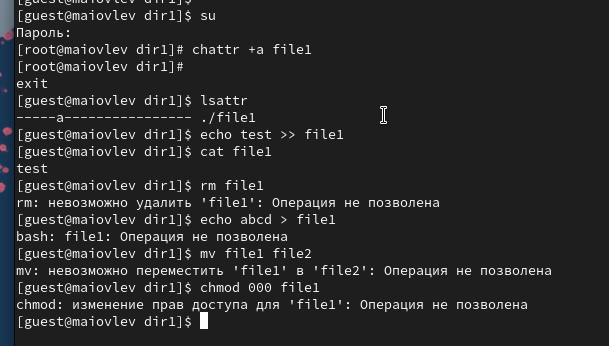 [guest@maiovlev dir1]$ su
Пароль:
[root@maiovlev dir1]# chattr +a file1
[root@maiovlev dir1]#
exit
[guest@maiovlev dir1]$ lsattr
-----a---------------- ./file1
[guest@maiovlev dir1]$ echo test >> file1
[guest@maiovlev dir1]$ cat file1
test
[guest@maiovlev dir1]$ rm file1
rm: невозможно удалить 'file1': Операция не позволена
[guest@maiovlev dir1]$ echo abcd > file1
bash: file1: Операция не позволена
[guest@maiovlev dir1]$ mv file1 file2
mv: невозможно переместить 'file1' в 'file2': Операция не позволена
[guest@maiovlev dir1]$ chmod 000 file1
chmod: изменение прав доступа для 'file1': Операция не позволена
[guest@maiovlev dir1]$